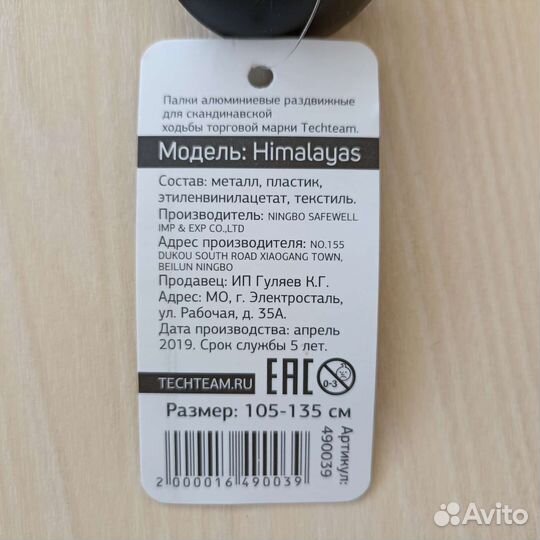 Палки алюминиевые раздвижные
для скандинавской
ходьбы торговой марки Techteam.
Модель: Himalayas
Состав: металл, пластик,
этиленвинилацетат, текстиль.
Производитель: NINGBO SAFEWELL
IMP & EXP CO.,LTD
Адрес производителя: NO.155
DUKOU SOUTH ROAD XIAOGANG TOWN,
BEILUN NINGBO
Продавец: ИП Гуляев К.Г.
Адрес: МО, г. Электросталь,
ул. Рабочая, д. 35А.
Дата производства: апрель
2019. Срок службы 5 лет.
TECHTEAM.RU
EAC
0-3
Размер: 105-135 см
2 000016 490039
Артикул:
490039
Avito